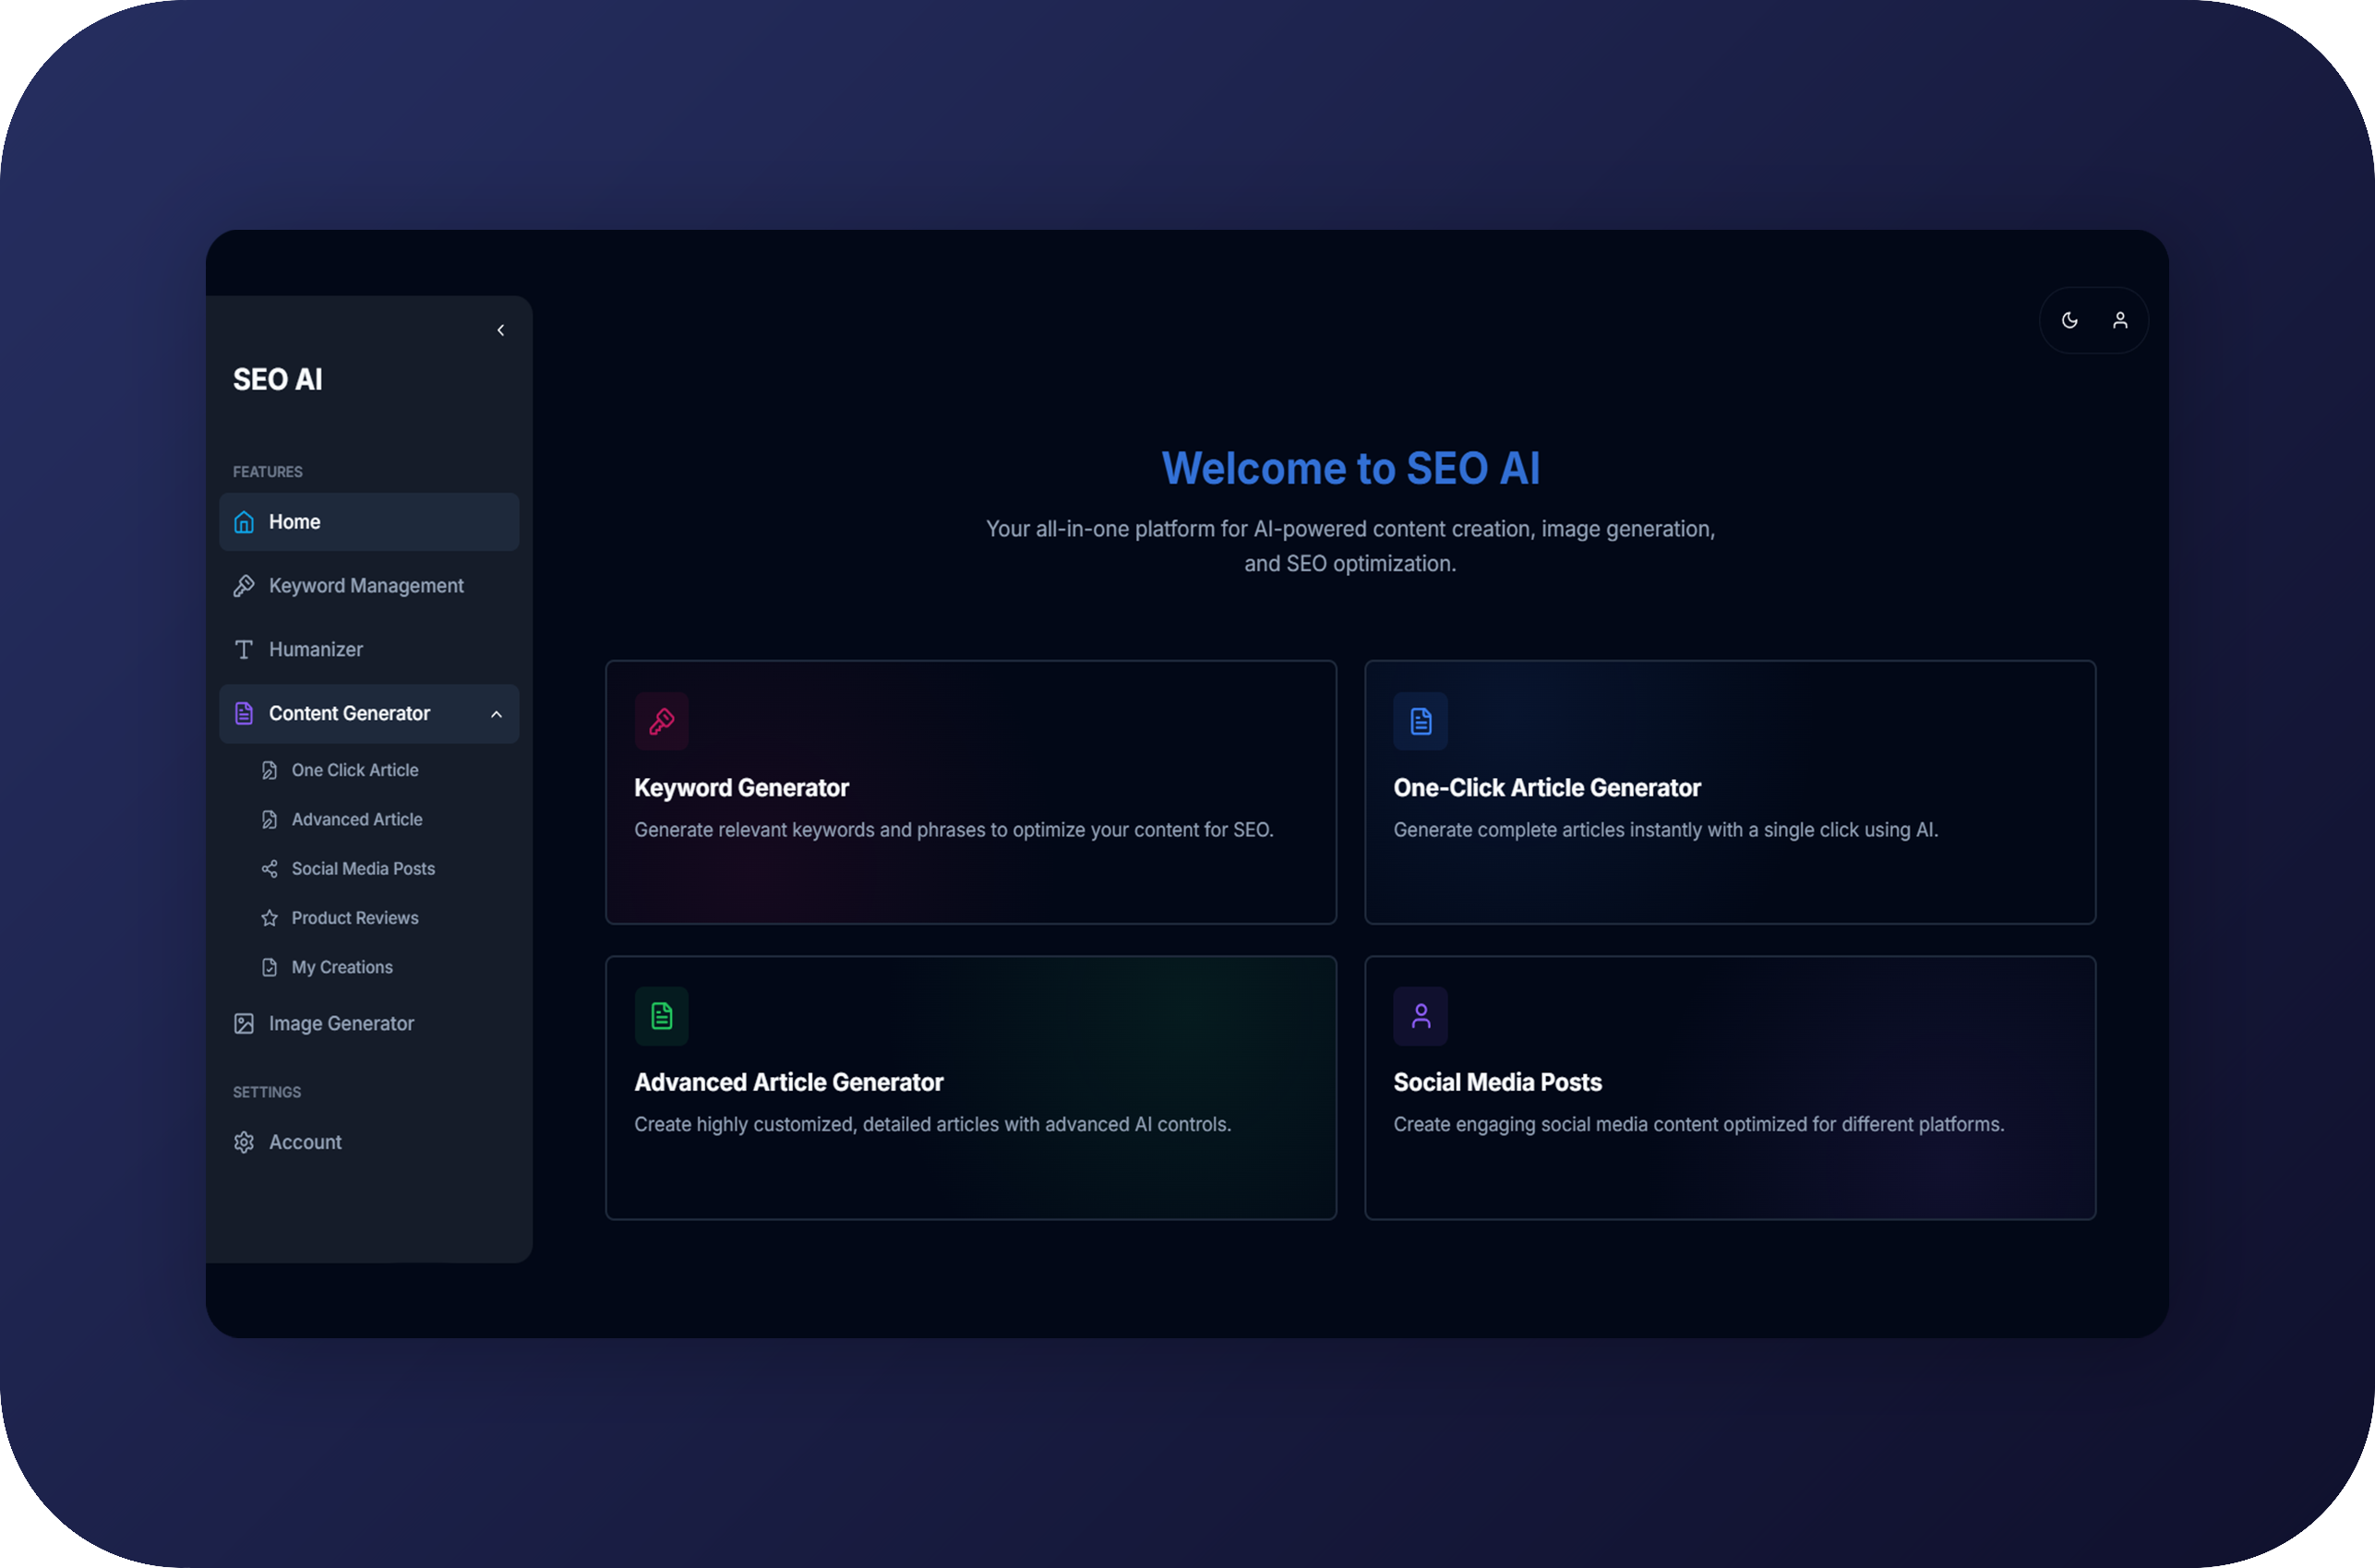 SEO AI
FEATURES
Home
Keyword Management
Humanizer
Content Generator
One Click Article
Advanced Article
Social Media Posts
Product Reviews
My Creations
Image Generator
SETTINGS
Account
Welcome to SEO AI
Your all-in-one platform for AI-powered content creation, image generation,
and SEO optimization.
Keyword Generator
Generate relevant keywords and phrases to optimize your content for SEO.
One-Click Article Generator
Generate complete articles instantly with a single click using AI.
Advanced Article Generator
Create highly customized, detailed articles with advanced AI controls.
Social Media Posts
Create engaging social media content optimized for different platforms.